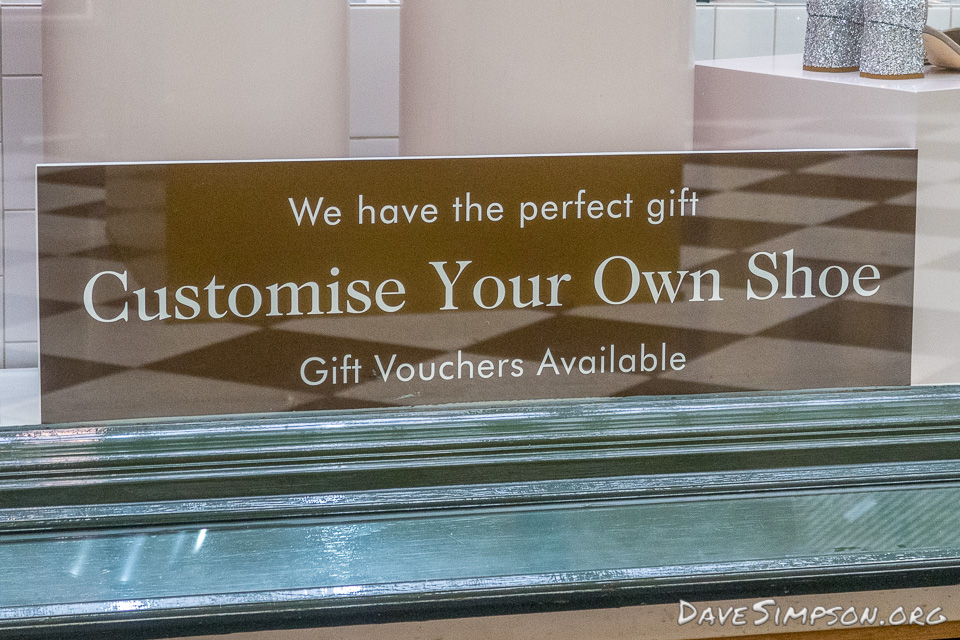 We have the perfect gift
Customise Your Own Shoe
Gift Vouchers Available
DaveSimpson.org